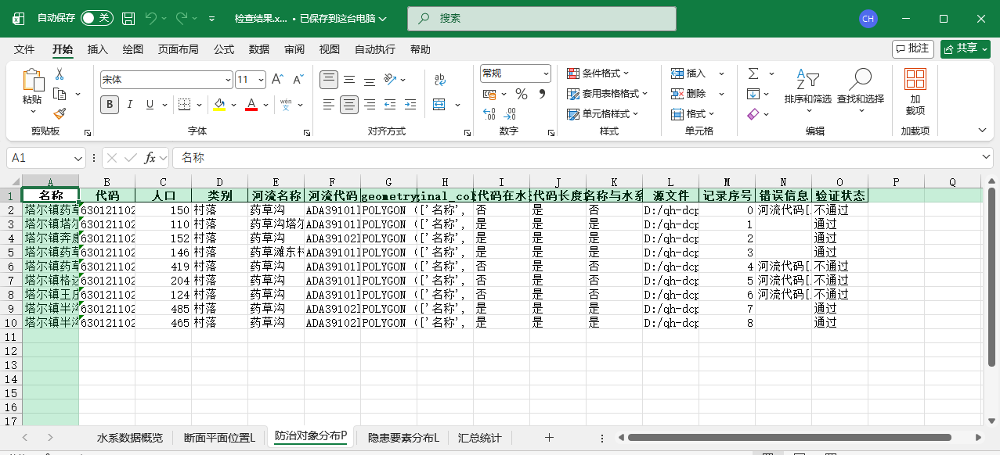 自动保存 关 检查结果.x... • 已保存到这台电脑 搜索 CH
文件 开始 插入 绘图 页面布局 公式 数据 审阅 视图 自动执行 帮助 批注 共享
粘贴 宋体 11 常规 条件格式 插入 排序和筛选 查找和选择 加载项
B I U A wén 文 % 套用表格格式 删除
单元格样式 格式
剪贴板 字体 对齐方式 数字 样式 单元格 编辑 加载项
A1 fx 名称
A B C D E F G H I J K L M N O P Q
1 名称 代码 人口 类别 河流名称 河流代码 geometry inal_co 代码在水 代码长度 名称与水系 源文件 记录序号 错误信息 验证状态
2 塔尔镇药草 630121102 150 村落 药草沟 ADA39101 POLYGON ( ['名称', 否 是 否 D:/qh-dcp 0 河流代码[ 不通过
3 塔尔镇塔尔 630121102 110 村落 药草沟塔尔 ADA39101 POLYGON ( ['名称', 是 是 是 D:/qh-dcp 1 通过
4 塔尔镇奔庹 630121102 152 村落 药草沟 ADA39102 POLYGON ( ['名称', 是 是 是 D:/qh-dcp 2 通过
5 塔尔镇药草 630121102 146 村落 药草滩东村 ADA39101 POLYGON ( ['名称', 是 是 是 D:/qh-dcp 3 通过
6 塔尔镇药草 630121102 419 村落 药草沟 ADA39101 POLYGON ( ['名称', 否 是 否 D:/qh-dcp 4 河流代码[ 不通过
7 塔尔镇格达 630121102 204 村落 药草沟 ADA39101 POLYGON ( ['名称', 否 是 否 D:/qh-dcp 5 河流代码[ 不通过
8 塔尔镇王庄 630121102 124 村落 药草沟 ADA39101 POLYGON ( ['名称', 否 是 否 D:/qh-dcp 6 河流代码[ 不通过
9 塔尔镇半沟 630121102 485 村落 药草沟 ADA39102 POLYGON ( ['名称', 是 是 是 D:/qh-dcp 7 通过
10 塔尔镇半沟 630121102 465 村落 药草沟 ADA39102 POLYGON ( ['名称', 是 是 是 D:/qh-dcp 8 通过
11
12
13
14
15
16
17
水系数据概览 断面平面位置L 防治对象分布P 隐患要素分布L 汇总统计